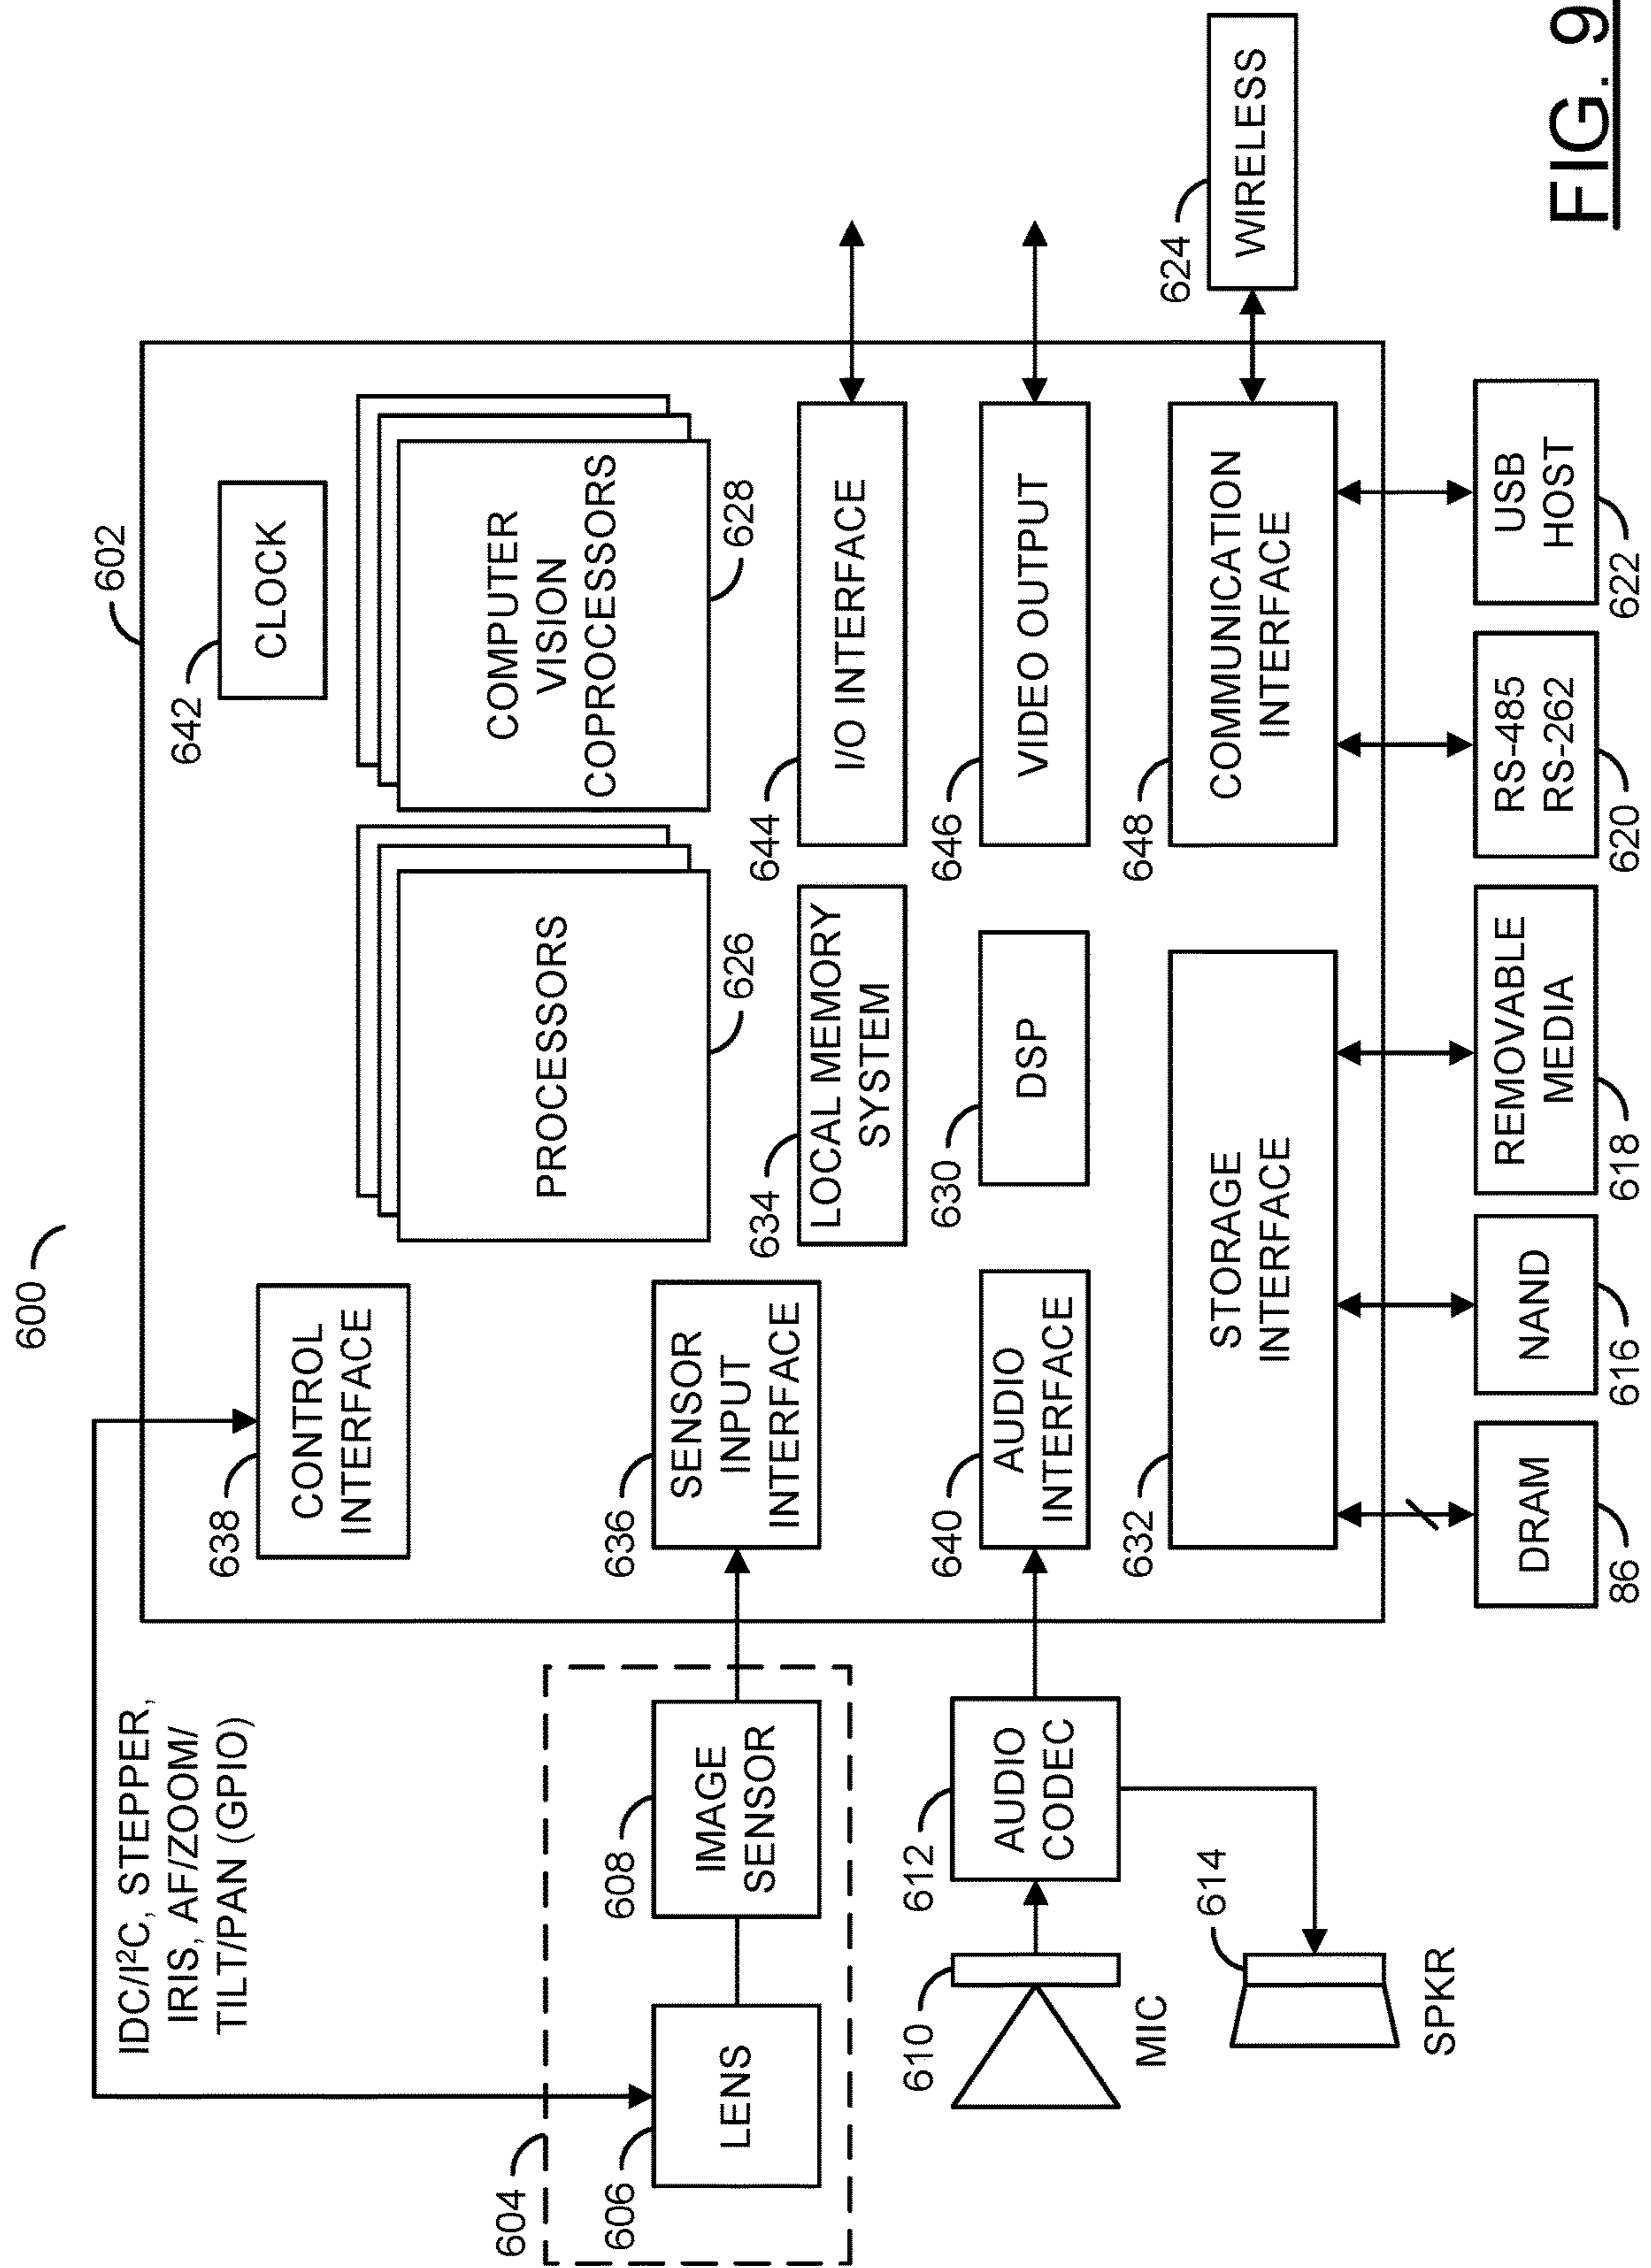 600
602
IDC/I²C, STEPPER,
IRIS, AF/ZOOM/
TILT/PAN (GPIO)
638
CONTROL
INTERFACE
642
CLOCK
PROCESSORS
626
COMPUTER
VISION
COPROCESSORS
628
604
606
LENS
608
IMAGE
SENSOR
636
SENSOR
INPUT
INTERFACE
634
LOCAL MEMORY
SYSTEM
644
I/O INTERFACE
610
MIC
612
AUDIO
CODEC
640
AUDIO
INTERFACE
630
DSP
646
VIDEO OUTPUT
614
SPKR
632
STORAGE
INTERFACE
648
COMMUNICATION
INTERFACE
624
WIRELESS
DRAM
86
NAND
616
REMOVABLE
MEDIA
618
RS-485
RS-262
620
USB
HOST
622
FIG. 9